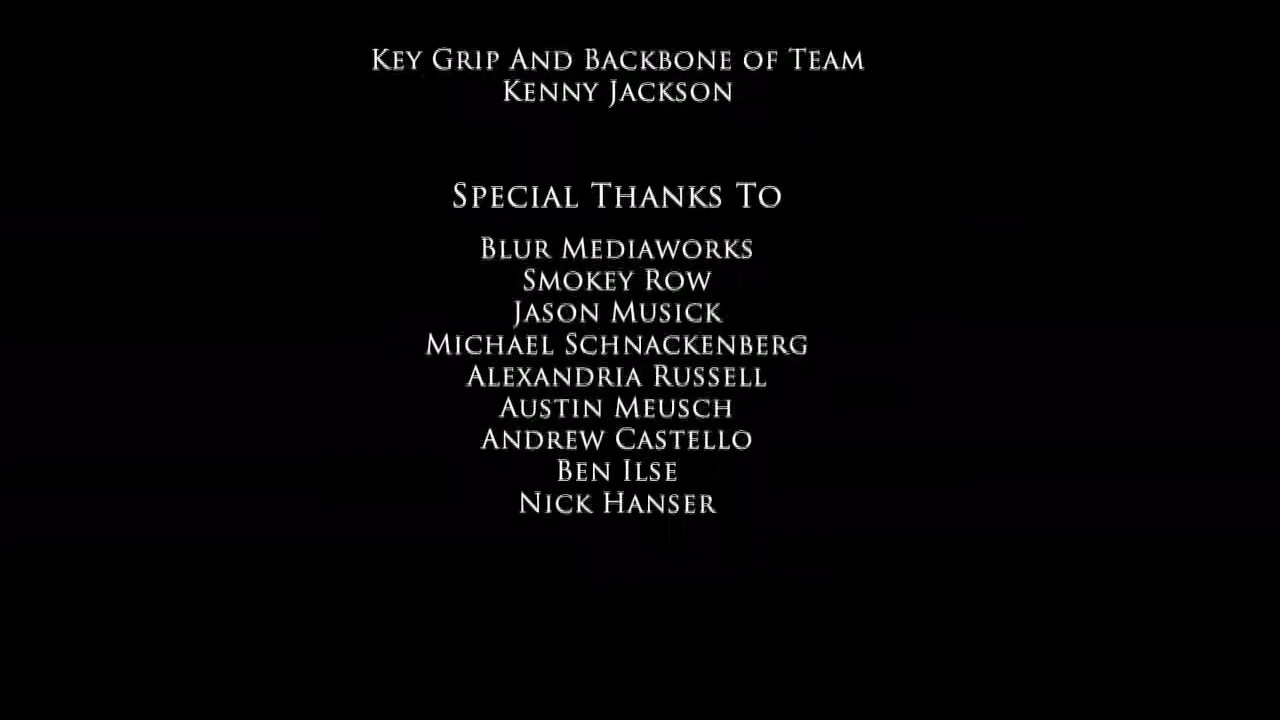 Key Grip And Backbone of Team
Kenny Jackson
Special Thanks To
Blur Mediaworks
Smokey Row
Jason Musick
Michael Schnackenberg
Alexandria Russell
Austin Meusch
Andrew Castello
Ben Ilse
Nick Hanser